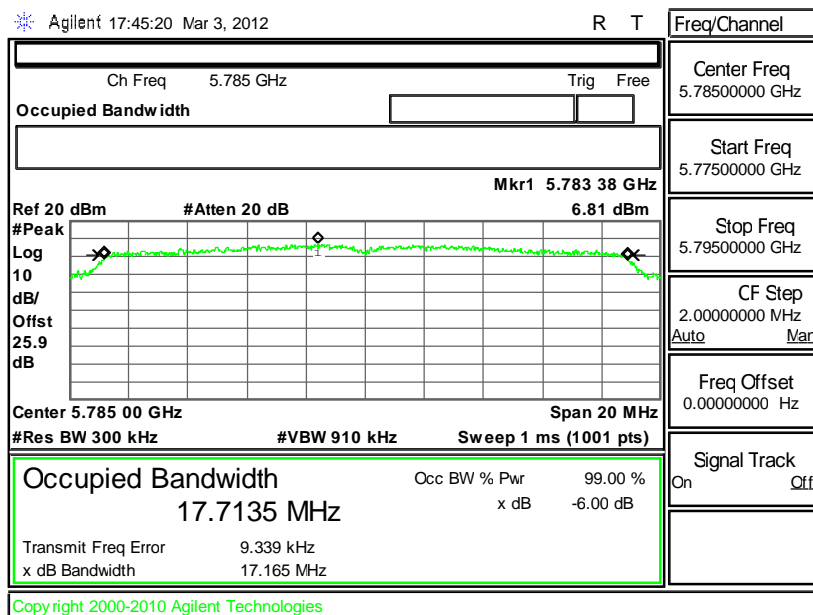 Agilent 17:45:20 Mar 3, 2012 R T
Freq/Channel
Ch Freq 5.785 GHz Trig Free
Occupied Bandwidth
Center Freq
5.78500000 GHz
Start Freq
5.77500000 GHz
Mkr1 5.783 38 GHz
Ref 20 dBm #Atten 20 dB 6.81 dBm
#Peak
Log
10
dB/
Offst
25.9
dB
1
Stop Freq
5.79500000 GHz
CF Step
2.00000000 MHz
Auto Man
Freq Offset
0.00000000 Hz
Center 5.785 00 GHz Span 20 MHz
#Res BW 300 kHz #VBW 910 kHz Sweep 1 ms (1001 pts)
Signal Track
On Off
Occupied Bandwidth
17.7135 MHz
Occ BW % Pwr 99.00 %
x dB -6.00 dB
Transmit Freq Error 9.339 kHz
x dB Bandwidth 17.165 MHz
Copyright 2000-2010 Agilent Technologies